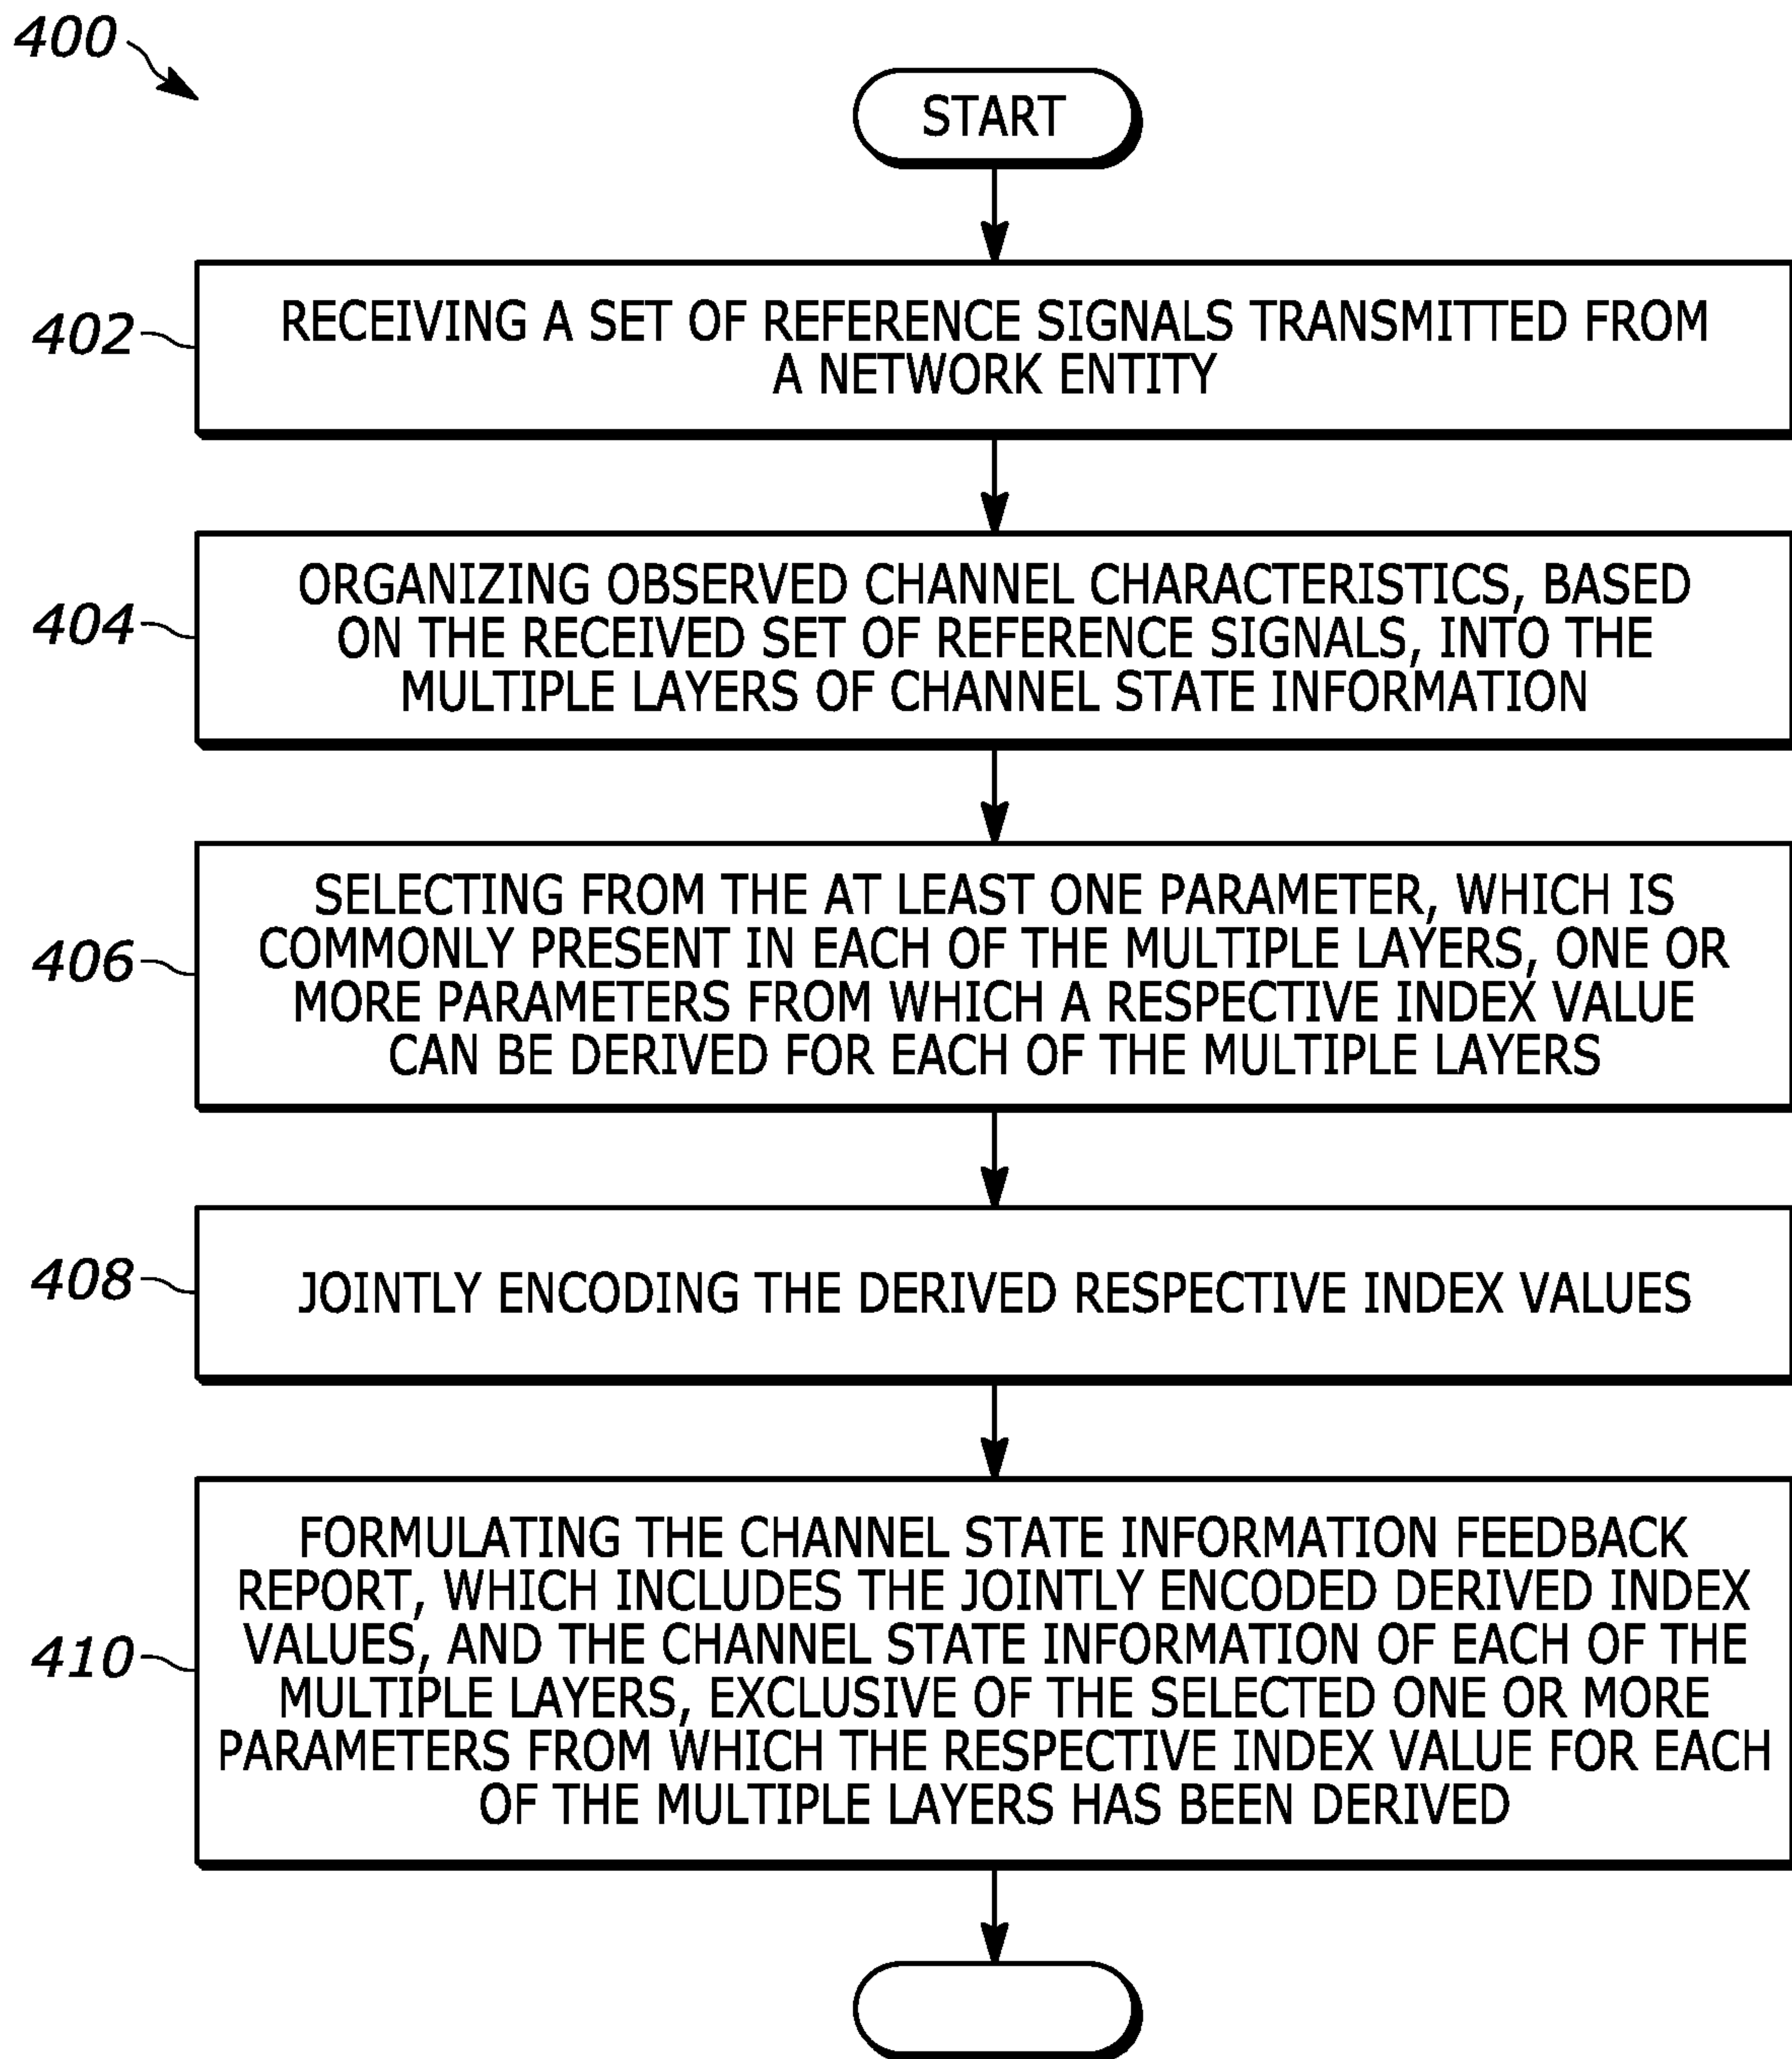 400
START
402
RECEIVING A SET OF REFERENCE SIGNALS TRANSMITTED FROM
A NETWORK ENTITY
404
ORGANIZING OBSERVED CHANNEL CHARACTERISTICS, BASED
ON THE RECEIVED SET OF REFERENCE SIGNALS, INTO THE
MULTIPLE LAYERS OF CHANNEL STATE INFORMATION
406
SELECTING FROM THE AT LEAST ONE PARAMETER, WHICH IS
COMMONLY PRESENT IN EACH OF THE MULTIPLE LAYERS, ONE OR
MORE PARAMETERS FROM WHICH A RESPECTIVE INDEX VALUE
CAN BE DERIVED FOR EACH OF THE MULTIPLE LAYERS
408
JOINTLY ENCODING THE DERIVED RESPECTIVE INDEX VALUES
410
FORMULATING THE CHANNEL STATE INFORMATION FEEDBACK
REPORT, WHICH INCLUDES THE JOINTLY ENCODED DERIVED INDEX
VALUES, AND THE CHANNEL STATE INFORMATION OF EACH OF THE
MULTIPLE LAYERS, EXCLUSIVE OF THE SELECTED ONE OR MORE
PARAMETERS FROM WHICH THE RESPECTIVE INDEX VALUE FOR EACH
OF THE MULTIPLE LAYERS HAS BEEN DERIVED